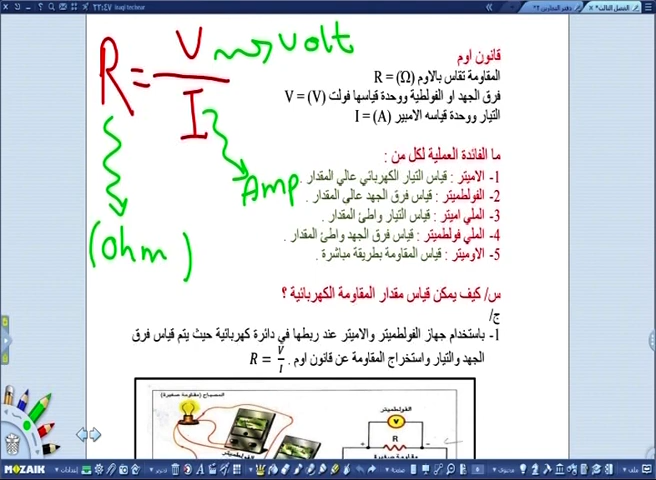 R = V / I
volt
Amp
(ohm)
قانون اوم
المقاومة تقاس بالاوم R = (Ω)
فرق الجهد او الفولطية ووحدة قياسها فولت V = (V)
التيار ووحدة قياسه الامبير I = (A)
ما الفائدة العملية لكل من :
1- الاميتر : قياس التيار الكهربائي عالي المقدار .
2- الفولطميتر : قياس فرق الجهد عالي المقدار .
3- الملي اميتر : قياس التيار واطئ المقدار .
4- الملي فولطميتر : قياس فرق الجهد واطئ المقدار .
5- الاوميتر : قياس المقاومة بطريقة مباشرة .
س/ كيف يمكن قياس مقدار المقاومة الكهربائية ؟
ج/
1- باستخدام جهاز الفولطميتر والاميتر عند ربطها في دائرة كهربائية حيث يتم قياس فرق
الجهد والتيار واستخراج المقاومة عن قانون اوم . R = V / I
المصباح (مقاومة صغيرة)
الفولطميتر
V
R
الفولطميتر
MOZAIK